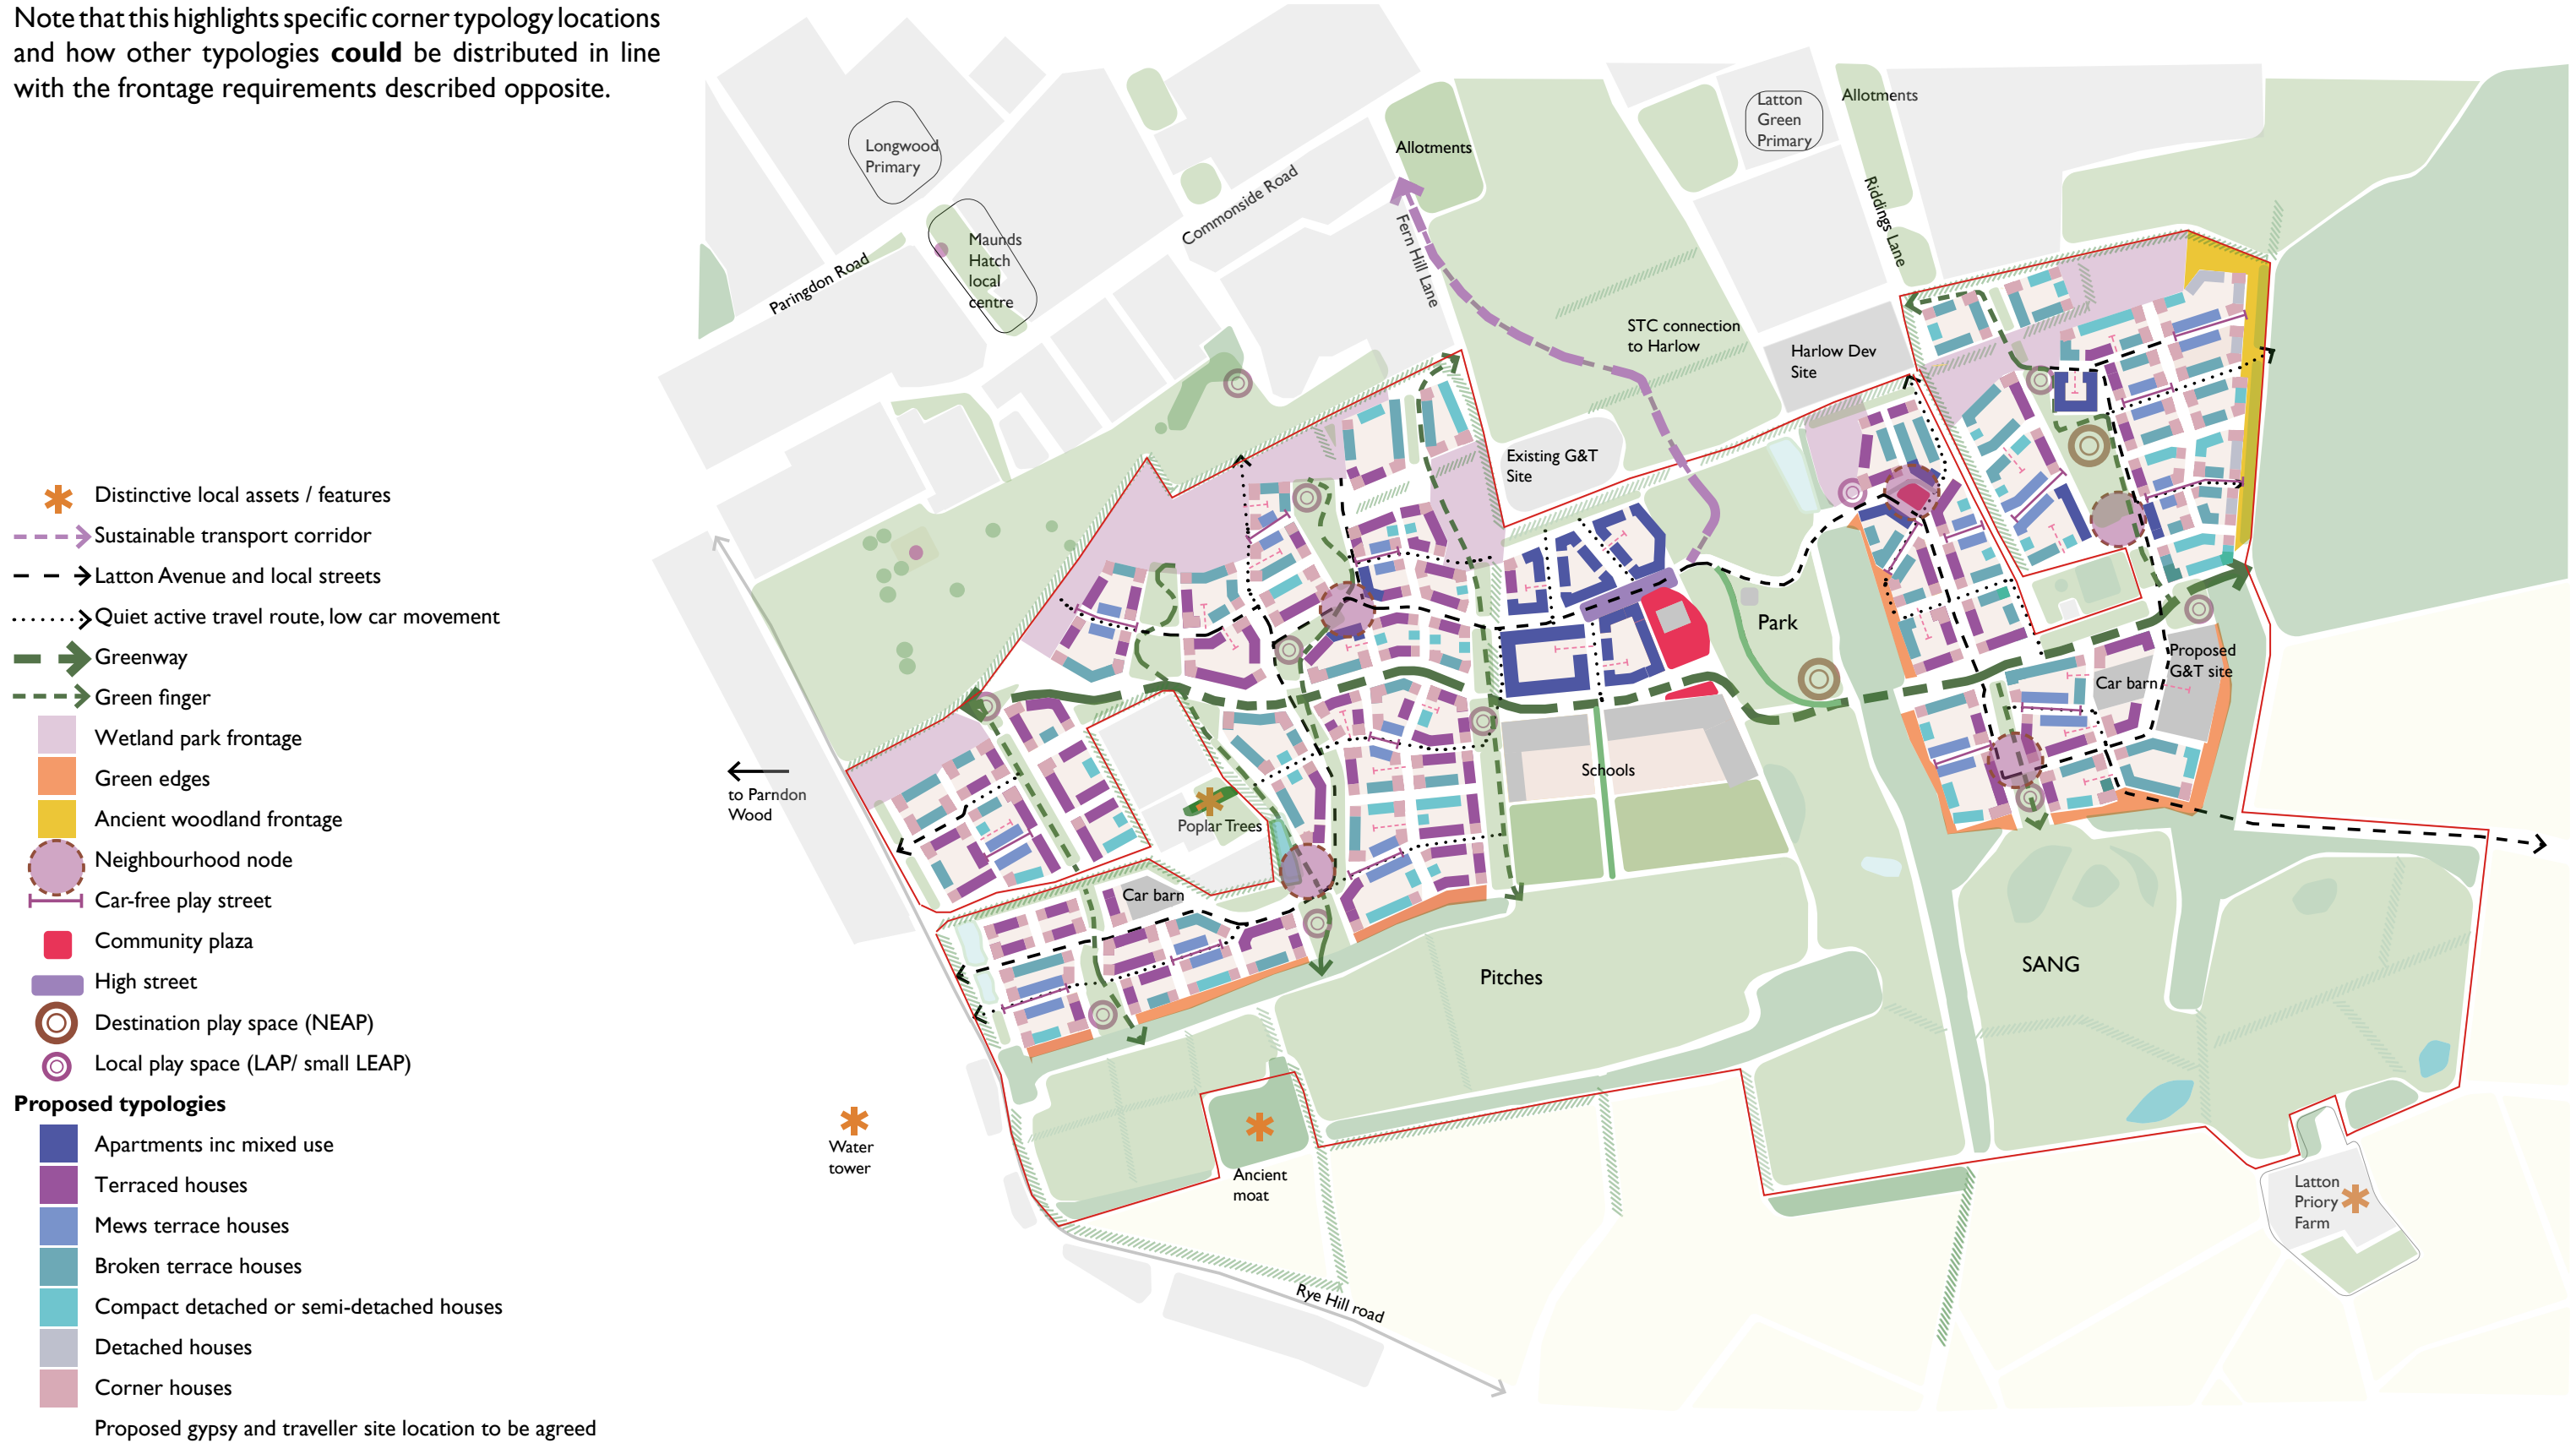 Note that this highlights specific corner typology locations
and how other typologies could be distributed in line
with the frontage requirements described opposite.
Distinctive local assets / features
Sustainable transport corridor
Latton Avenue and local streets
Quiet active travel route, low car movement
Greenway
Green finger
Wetland park frontage
Green edges
Ancient woodland frontage
Neighbourhood node
Car-free play street
Community plaza
High street
Destination play space (NEAP)
Local play space (LAP/ small LEAP)
Proposed typologies
Apartments inc mixed use
Terraced houses
Mews terrace houses
Broken terrace houses
Compact detached or semi-detached houses
Detached houses
Corner houses
Proposed gypsy and traveller site location to be agreed
Longwood
Primary
Maunds
Hatch
local
centre
Paringdon Road
Commonside Road
Allotments
Fern Hill Lane
Latton
Green
Primary
Allotments
Riddings Lane
STC connection
to Harlow
Harlow Dev
Site
Existing G&T
Site
Park
Proposed
G&T site
Car barn
Schools
to Parndon
Wood
Poplar Trees
Car barn
Pitches
SANG
Water
tower
Ancient
moat
Latton
Priory
Farm
Rye Hill road